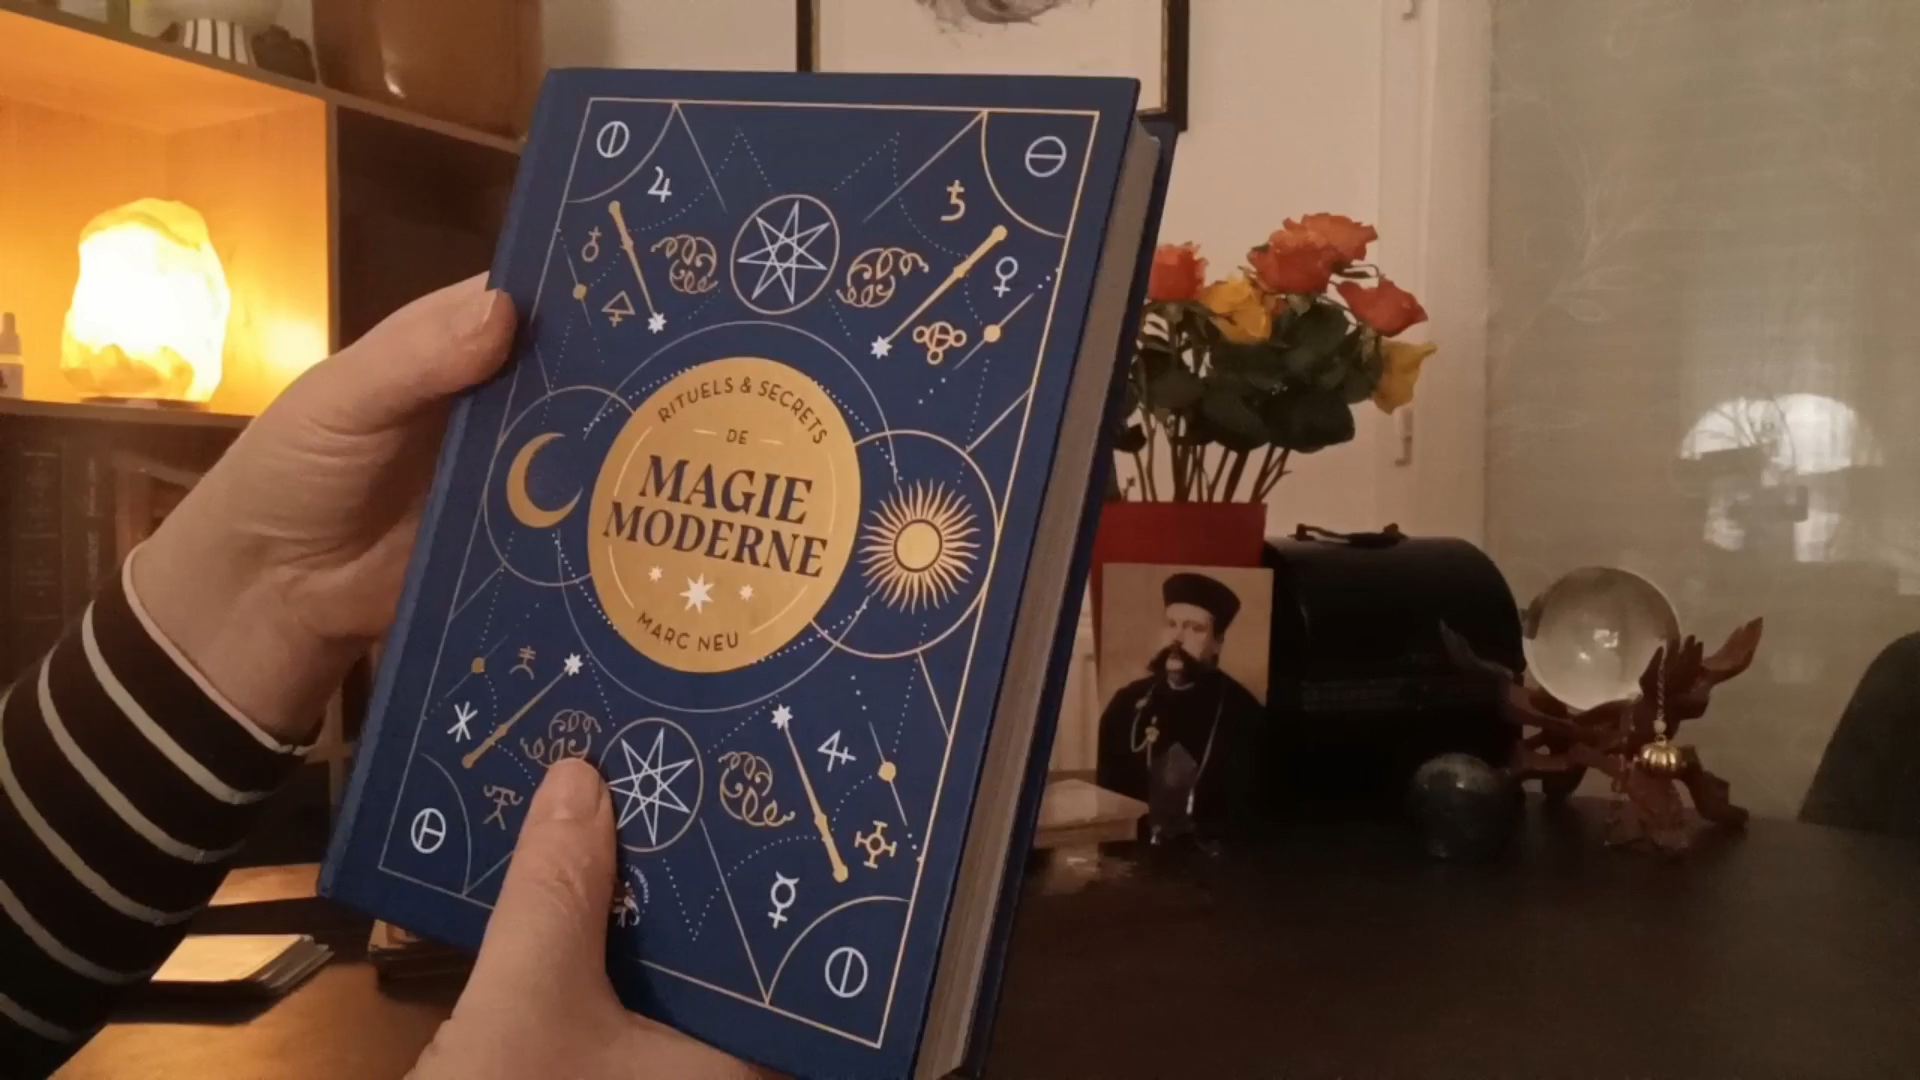 RITUELS & SECRETS
DE
MAGIE
MODERNE
MARC NEU